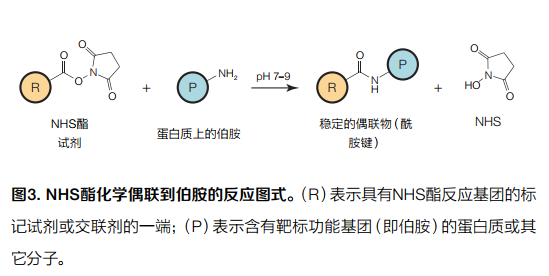 O
O
N
O
O
R
+
P
NH₂
pH 7–9
R
O
N
H
P
+
O
N
HO
O
NHS酯
试剂
蛋白质上的伯胺
稳定的偶联物（酰
胺键）
NHS
图3. NHS酯化学偶联到伯胺的反应图式。（R）表示具有NHS酯反应基团的标
记试剂或交联剂的一端；（P）表示含有靶标功能基团（即伯胺）的蛋白质或其
它分子。